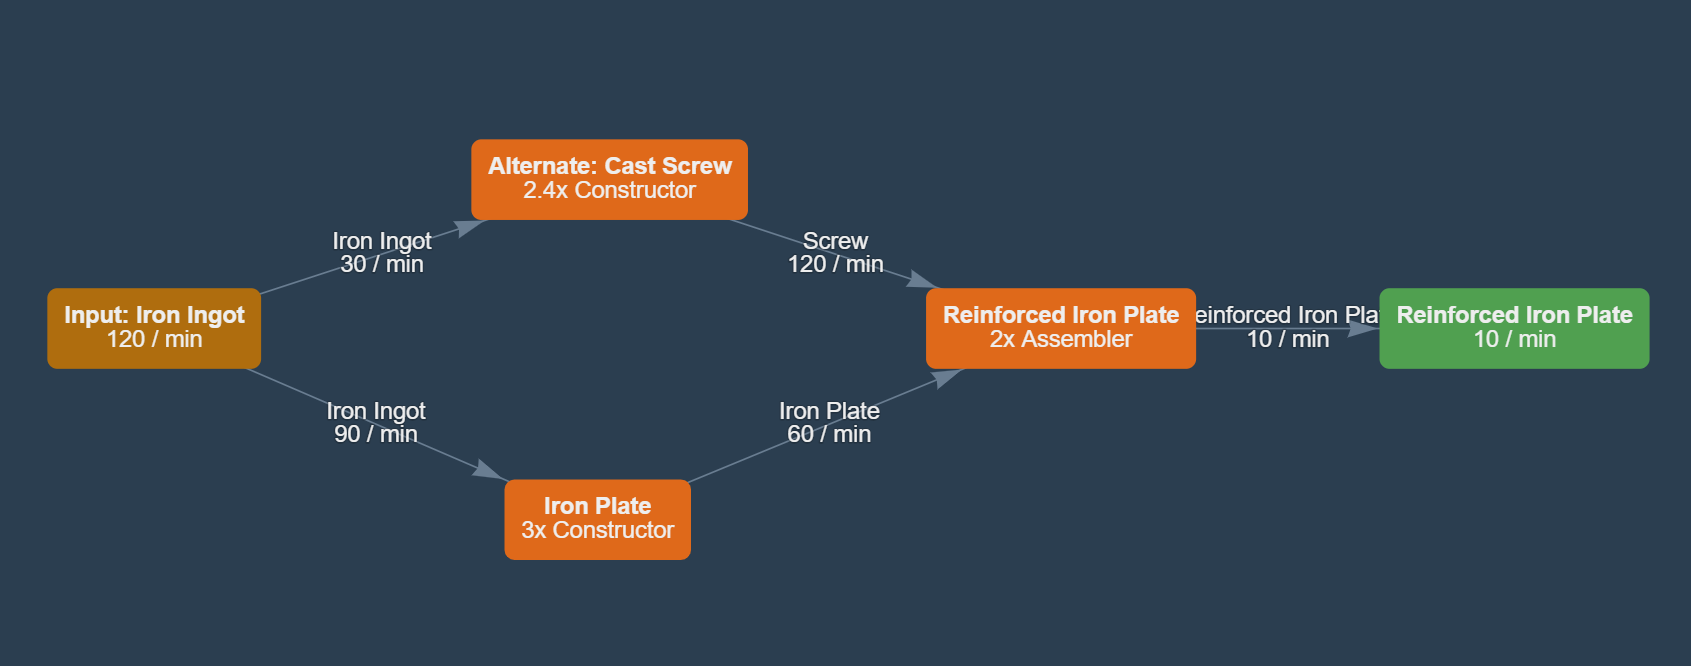 Alternate: Cast Screw
2.4x Constructor
Iron Ingot
30 / min
Screw
120 / min
Input: Iron Ingot
120 / min
Reinforced Iron Plate
2x Assembler
einforced Iron Pla
10 / min
Reinforced Iron Plate
10 / min
Iron Ingot
90 / min
Iron Plate
60 / min
Iron Plate
3x Constructor